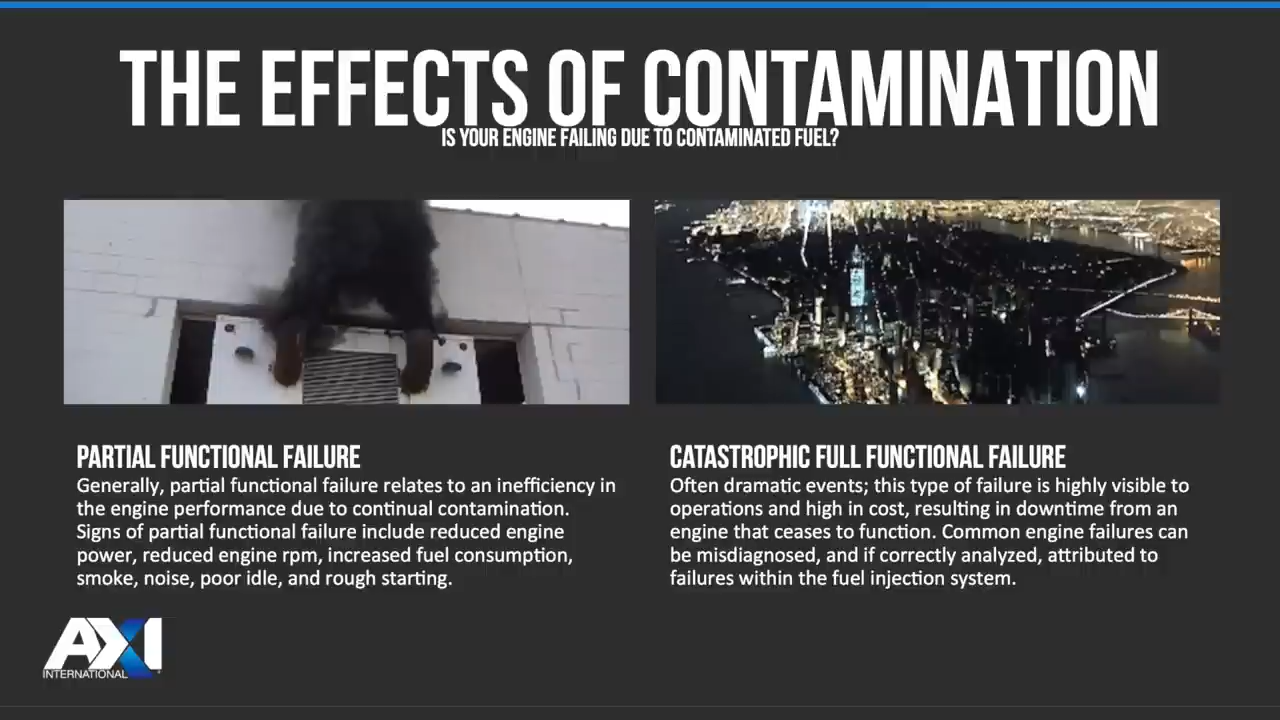 THE EFFECTS OF CONTAMINATION
IS YOUR ENGINE FAILING DUE TO CONTAMINATED FUEL?
PARTIAL FUNCTIONAL FAILURE
Generally, partial functional failure relates to an inefficiency in
the engine performance due to continual contamination.
Signs of partial functional failure include reduced engine
power, reduced engine rpm, increased fuel consumption,
smoke, noise, poor idle, and rough starting.
CATASTROPHIC FULL FUNCTIONAL FAILURE
Often dramatic events; this type of failure is highly visible to
operations and high in cost, resulting in downtime from an
engine that ceases to function. Common engine failures can
be misdiagnosed, and if correctly analyzed, attributed to
failures within the fuel injection system.
AXI
INTERNATIONAL